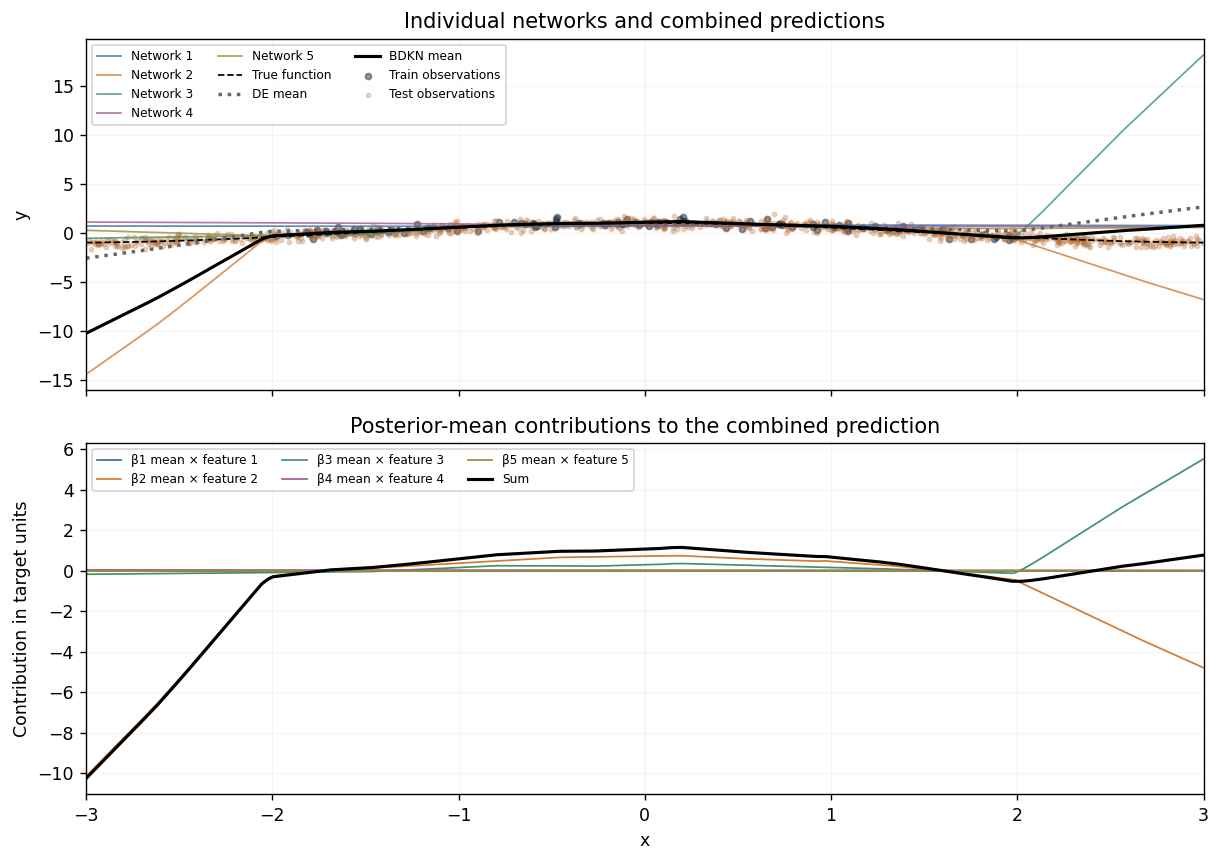 Individual networks and combined predictions
Network 1
Network 2
Network 3
Network 4
Network 5
True function
DE mean
BDKN mean
Train observations
Test observations
15
10
5
0
−5
−10
−15
y
Posterior-mean contributions to the combined prediction
β1 mean × feature 1
β2 mean × feature 2
β3 mean × feature 3
β4 mean × feature 4
β5 mean × feature 5
Sum
6
4
2
0
−2
−4
−6
−8
−10
Contribution in target units
−3
−2
−1
0
1
2
3
x